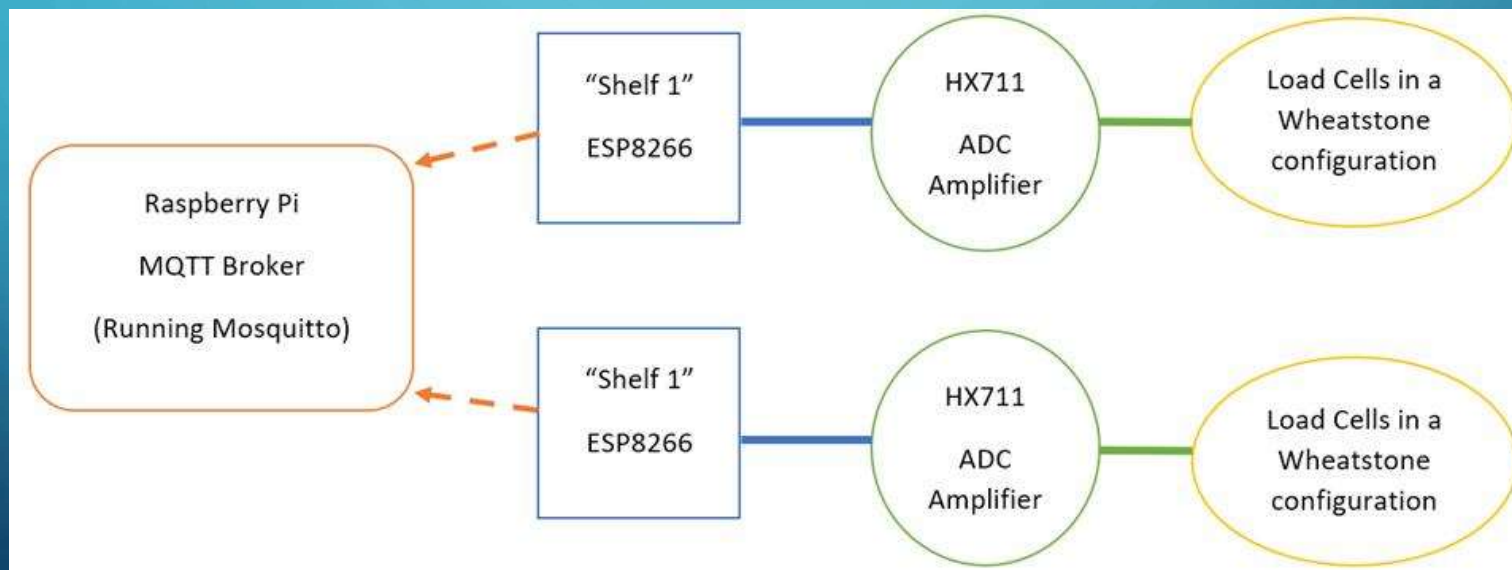 Raspberry Pi
MQTT Broker
(Running Mosquitto)
“Shelf 1”
ESP8266
HX711
ADC
Amplifier
Load Cells in a
Wheatstone
configuration
“Shelf 1”
ESP8266
HX711
ADC
Amplifier
Load Cells in a
Wheatstone
configuration